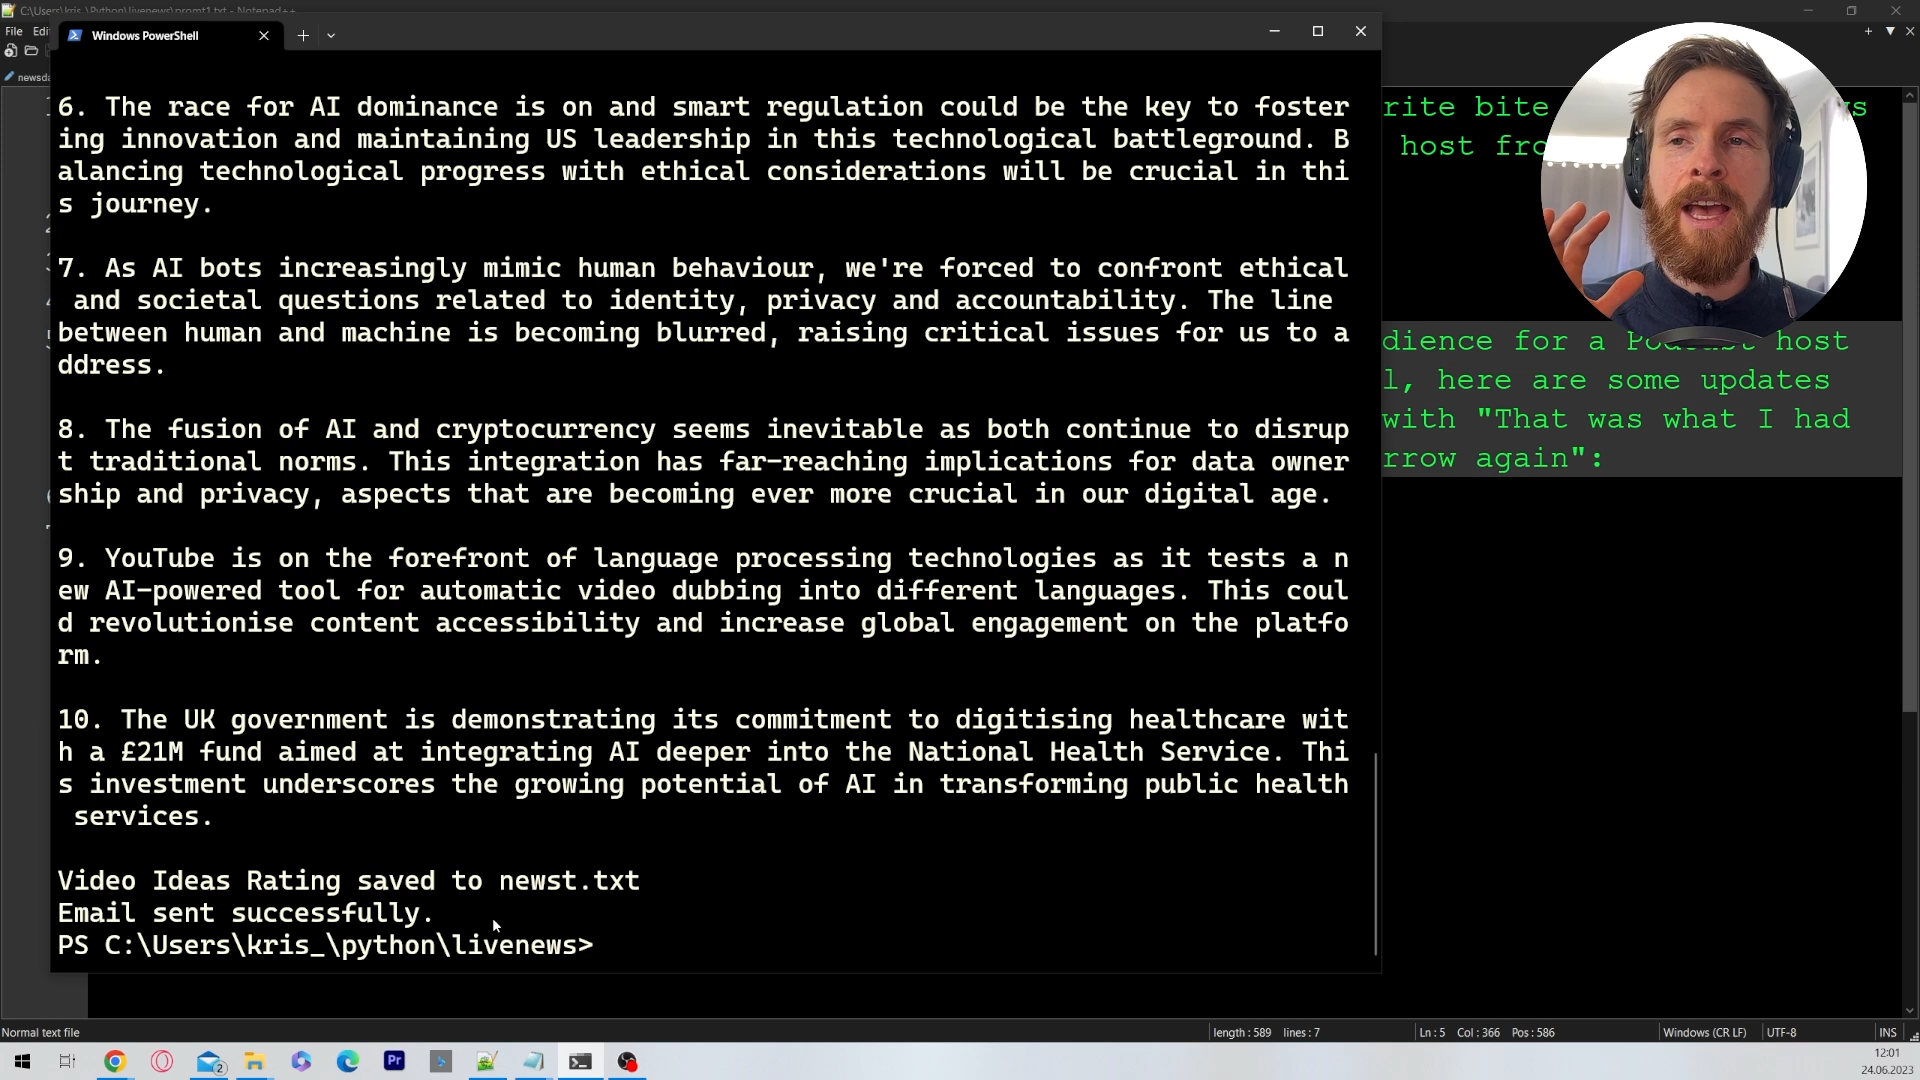 C:\Users\kris_\Python\livenews\promt1.txt - Notepad++
File Edi
Windows PowerShell
newsda
6. The race for AI dominance is on and smart regulation could be the key to foster
ing innovation and maintaining US leadership in this technological battleground. B
alancing technological progress with ethical considerations will be crucial in thi
s journey.
7. As AI bots increasingly mimic human behaviour, we're forced to confront ethical
and societal questions related to identity, privacy and accountability. The line
between human and machine is becoming blurred, raising critical issues for us to a
ddress.
8. The fusion of AI and cryptocurrency seems inevitable as both continue to disrup
t traditional norms. This integration has far-reaching implications for data owner
ship and privacy, aspects that are becoming ever more crucial in our digital age.
9. YouTube is on the forefront of language processing technologies as it tests a n
ew AI-powered tool for automatic video dubbing into different languages. This coul
d revolutionise content accessibility and increase global engagement on the platfo
rm.
10. The UK government is demonstrating its commitment to digitising healthcare wit
h a £21M fund aimed at integrating AI deeper into the National Health Service. Thi
s investment underscores the growing potential of AI in transforming public health
services.
Video Ideas Rating saved to newst.txt
Email sent successfully.
PS C:\Users\kris_\python\livenews>
rite bite
host fro
dience for a Podcast host
l, here are some updates
with "That was what I had
rrow again":
Normal text file
length : 589 lines : 7
Ln : 5 Col : 366 Pos : 586
Windows (CR LF)
UTF-8
INS
Pr
2
12:01
24.06.2023